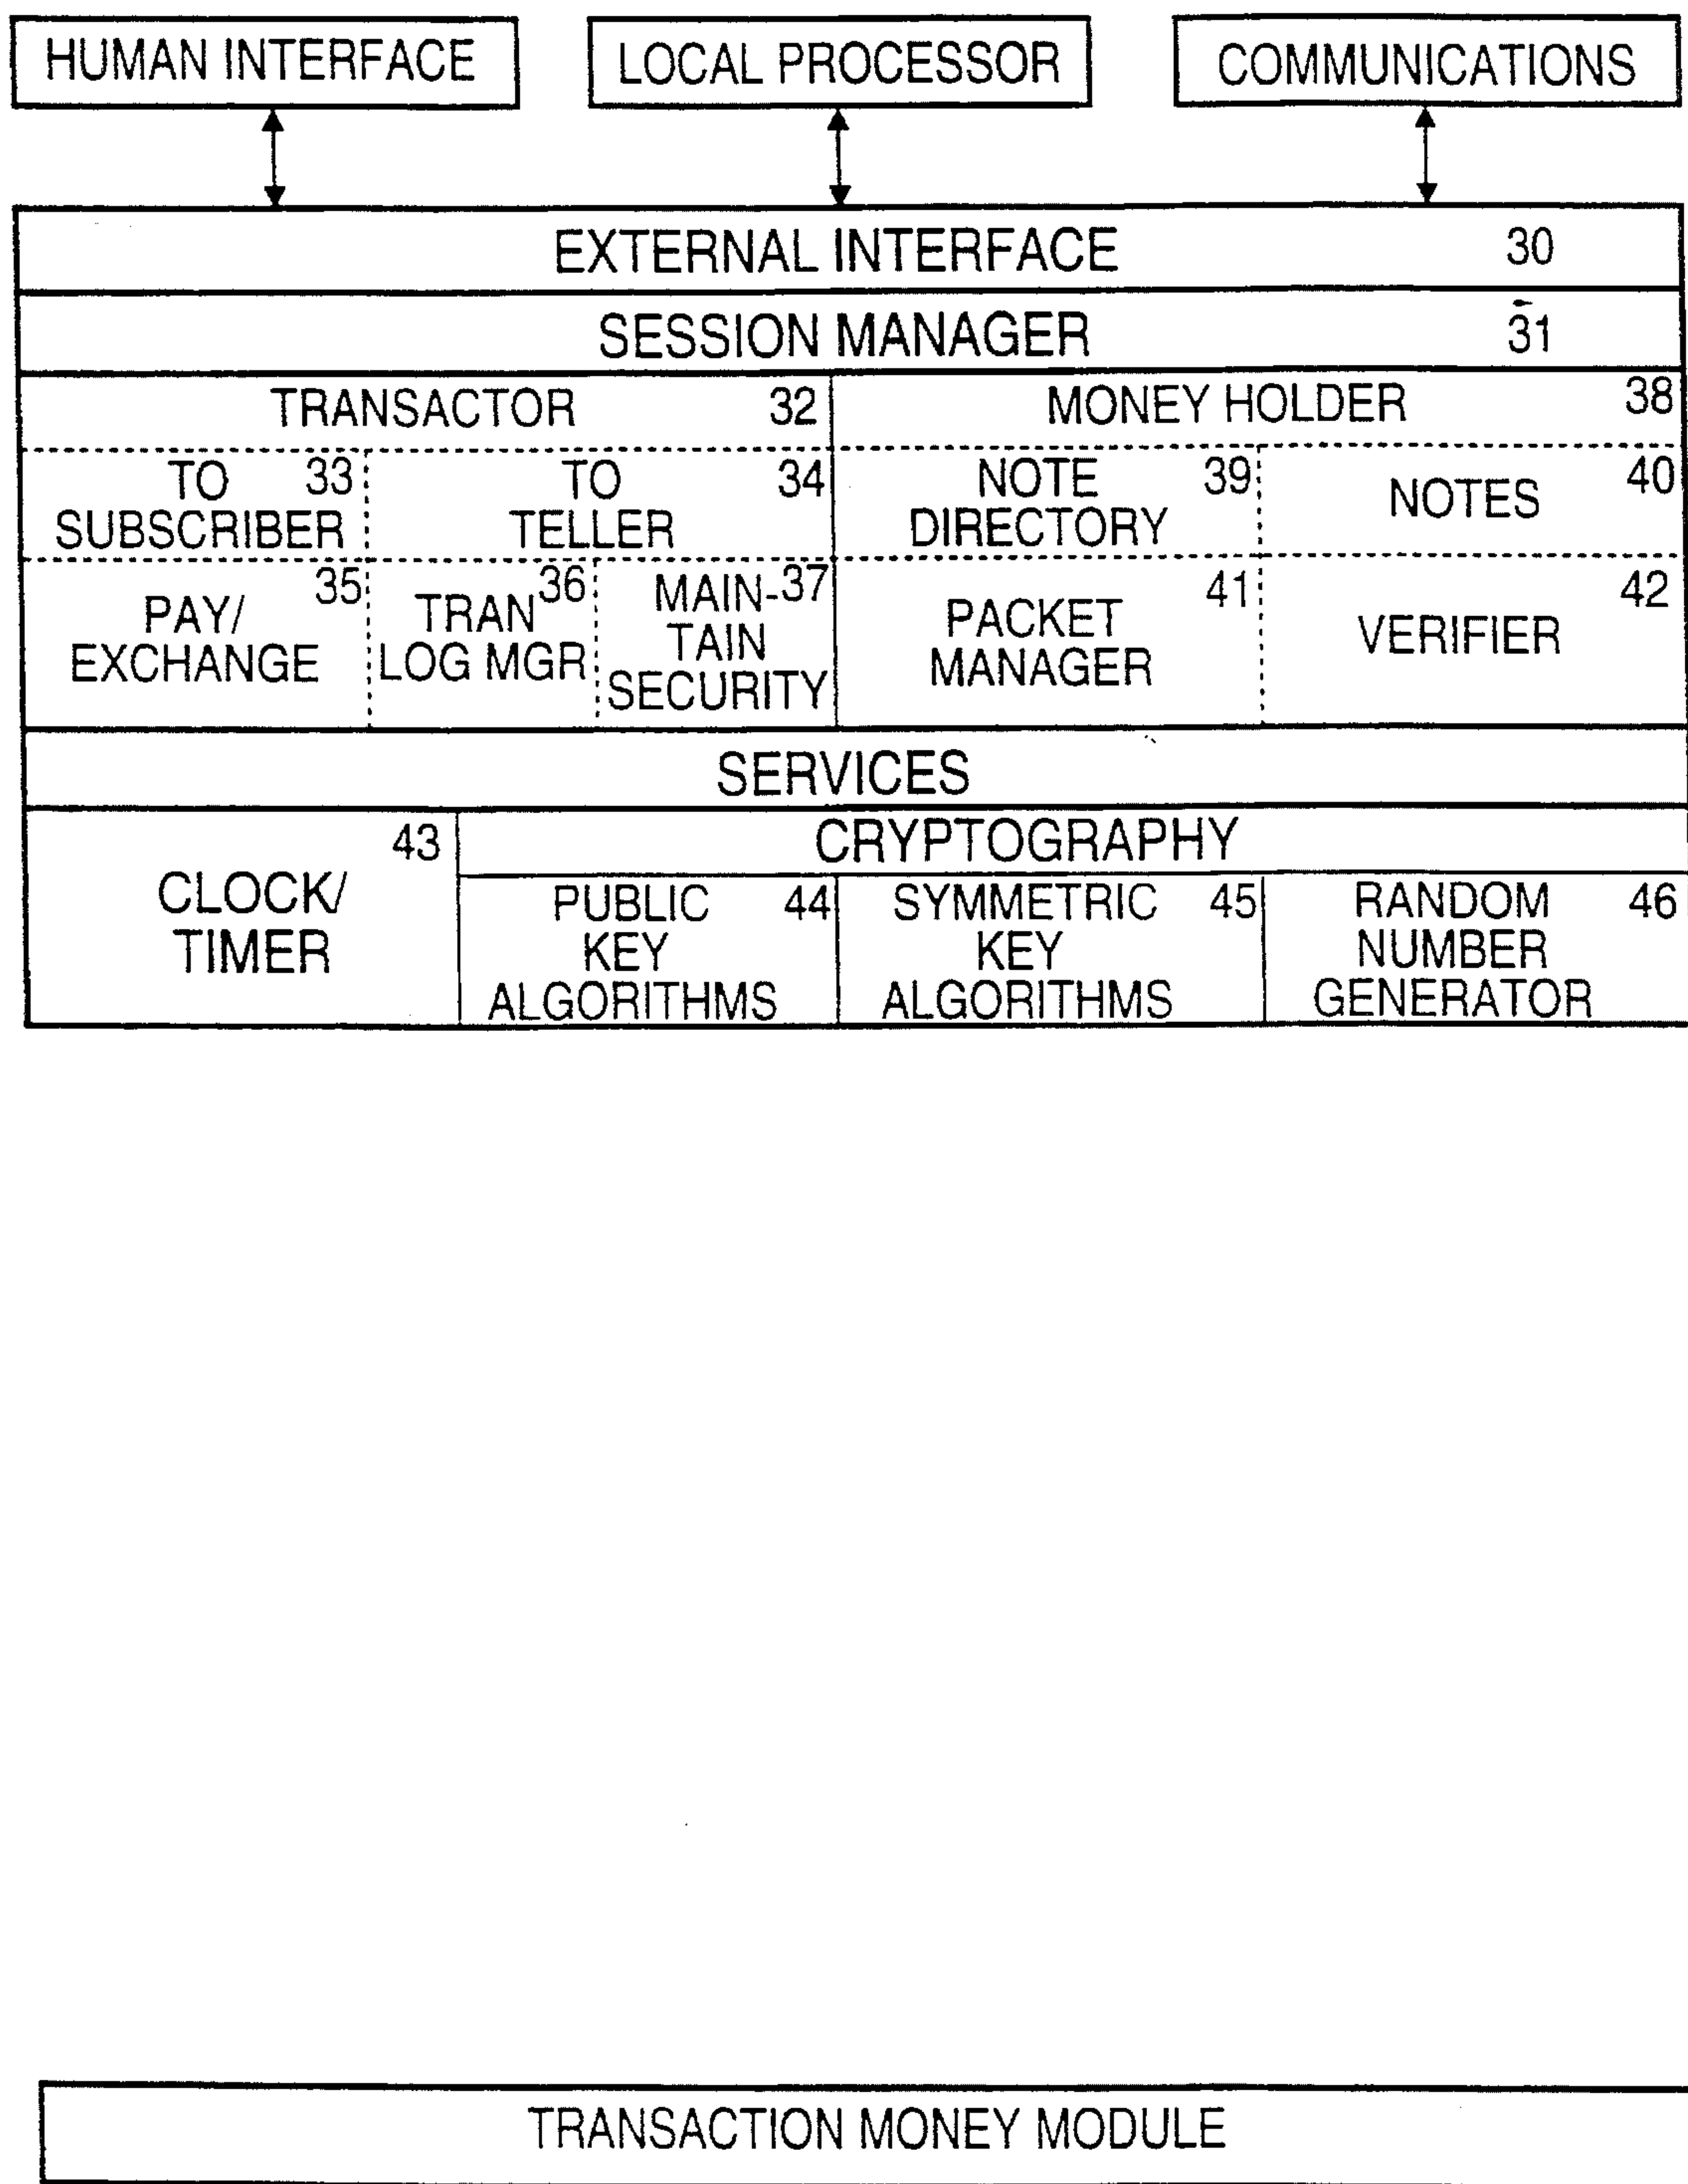 HUMAN INTERFACE
LOCAL PROCESSOR
COMMUNICATIONS
EXTERNAL INTERFACE 30
SESSION MANAGER 31
TRANSACTOR 32
MONEY HOLDER 38
TO 33
SUBSCRIBER
TO 34
TELLER
NOTE 39
DIRECTORY
NOTES 40
PAY/ 35
EXCHANGE
TRAN 36
LOG MGR
MAIN- 37
TAIN
SECURITY
PACKET 41
MANAGER
VERIFIER 42
SERVICES
43
CLOCK/
TIMER
CRYPTOGRAPHY
PUBLIC 44
KEY
ALGORITHMS
SYMMETRIC 45
KEY
ALGORITHMS
RANDOM 46
NUMBER
GENERATOR
TRANSACTION MONEY MODULE